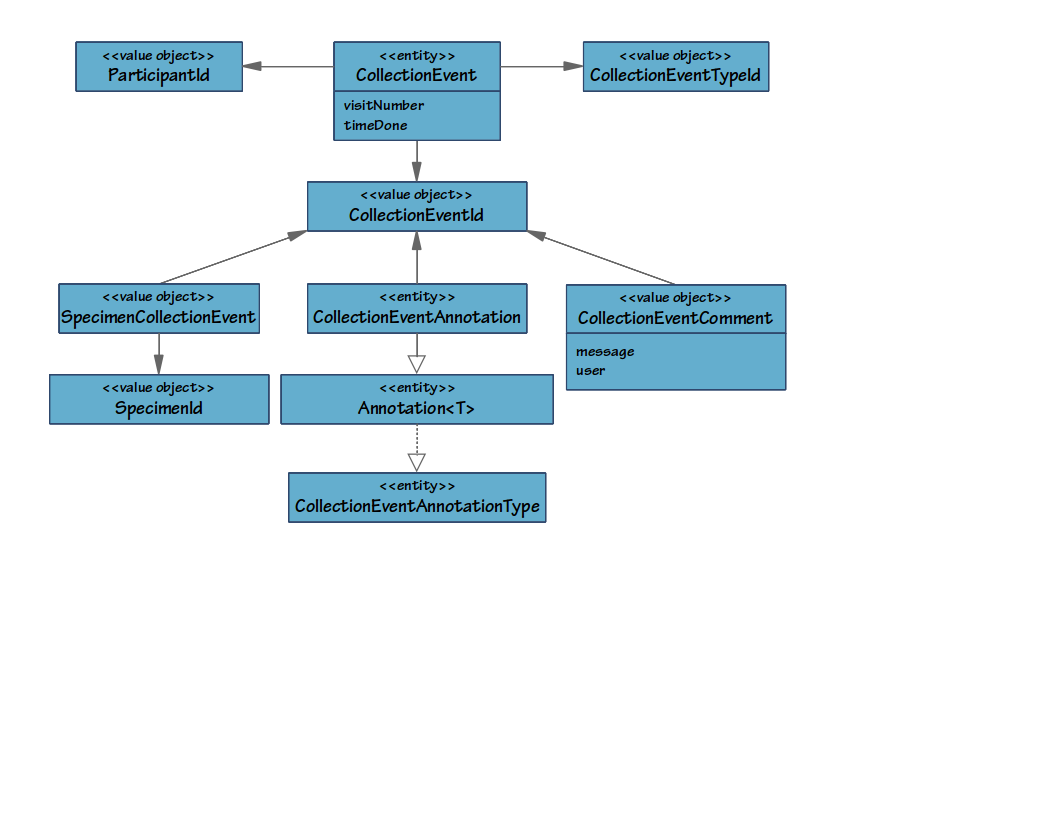 <<value object>>
ParticipantId
<<entity>>
CollectionEvent
visitNumber
timeDone
<<value object>>
CollectionEventTypeId
<<value object>>
CollectionEventId
<<value object>>
SpecimenCollectionEvent
<<entity>>
CollectionEventAnnotation
<<value object>>
CollectionEventComment
message
user
<<value object>>
SpecimenId
<<entity>>
Annotation<T>
<<entity>>
CollectionEventAnnotationType